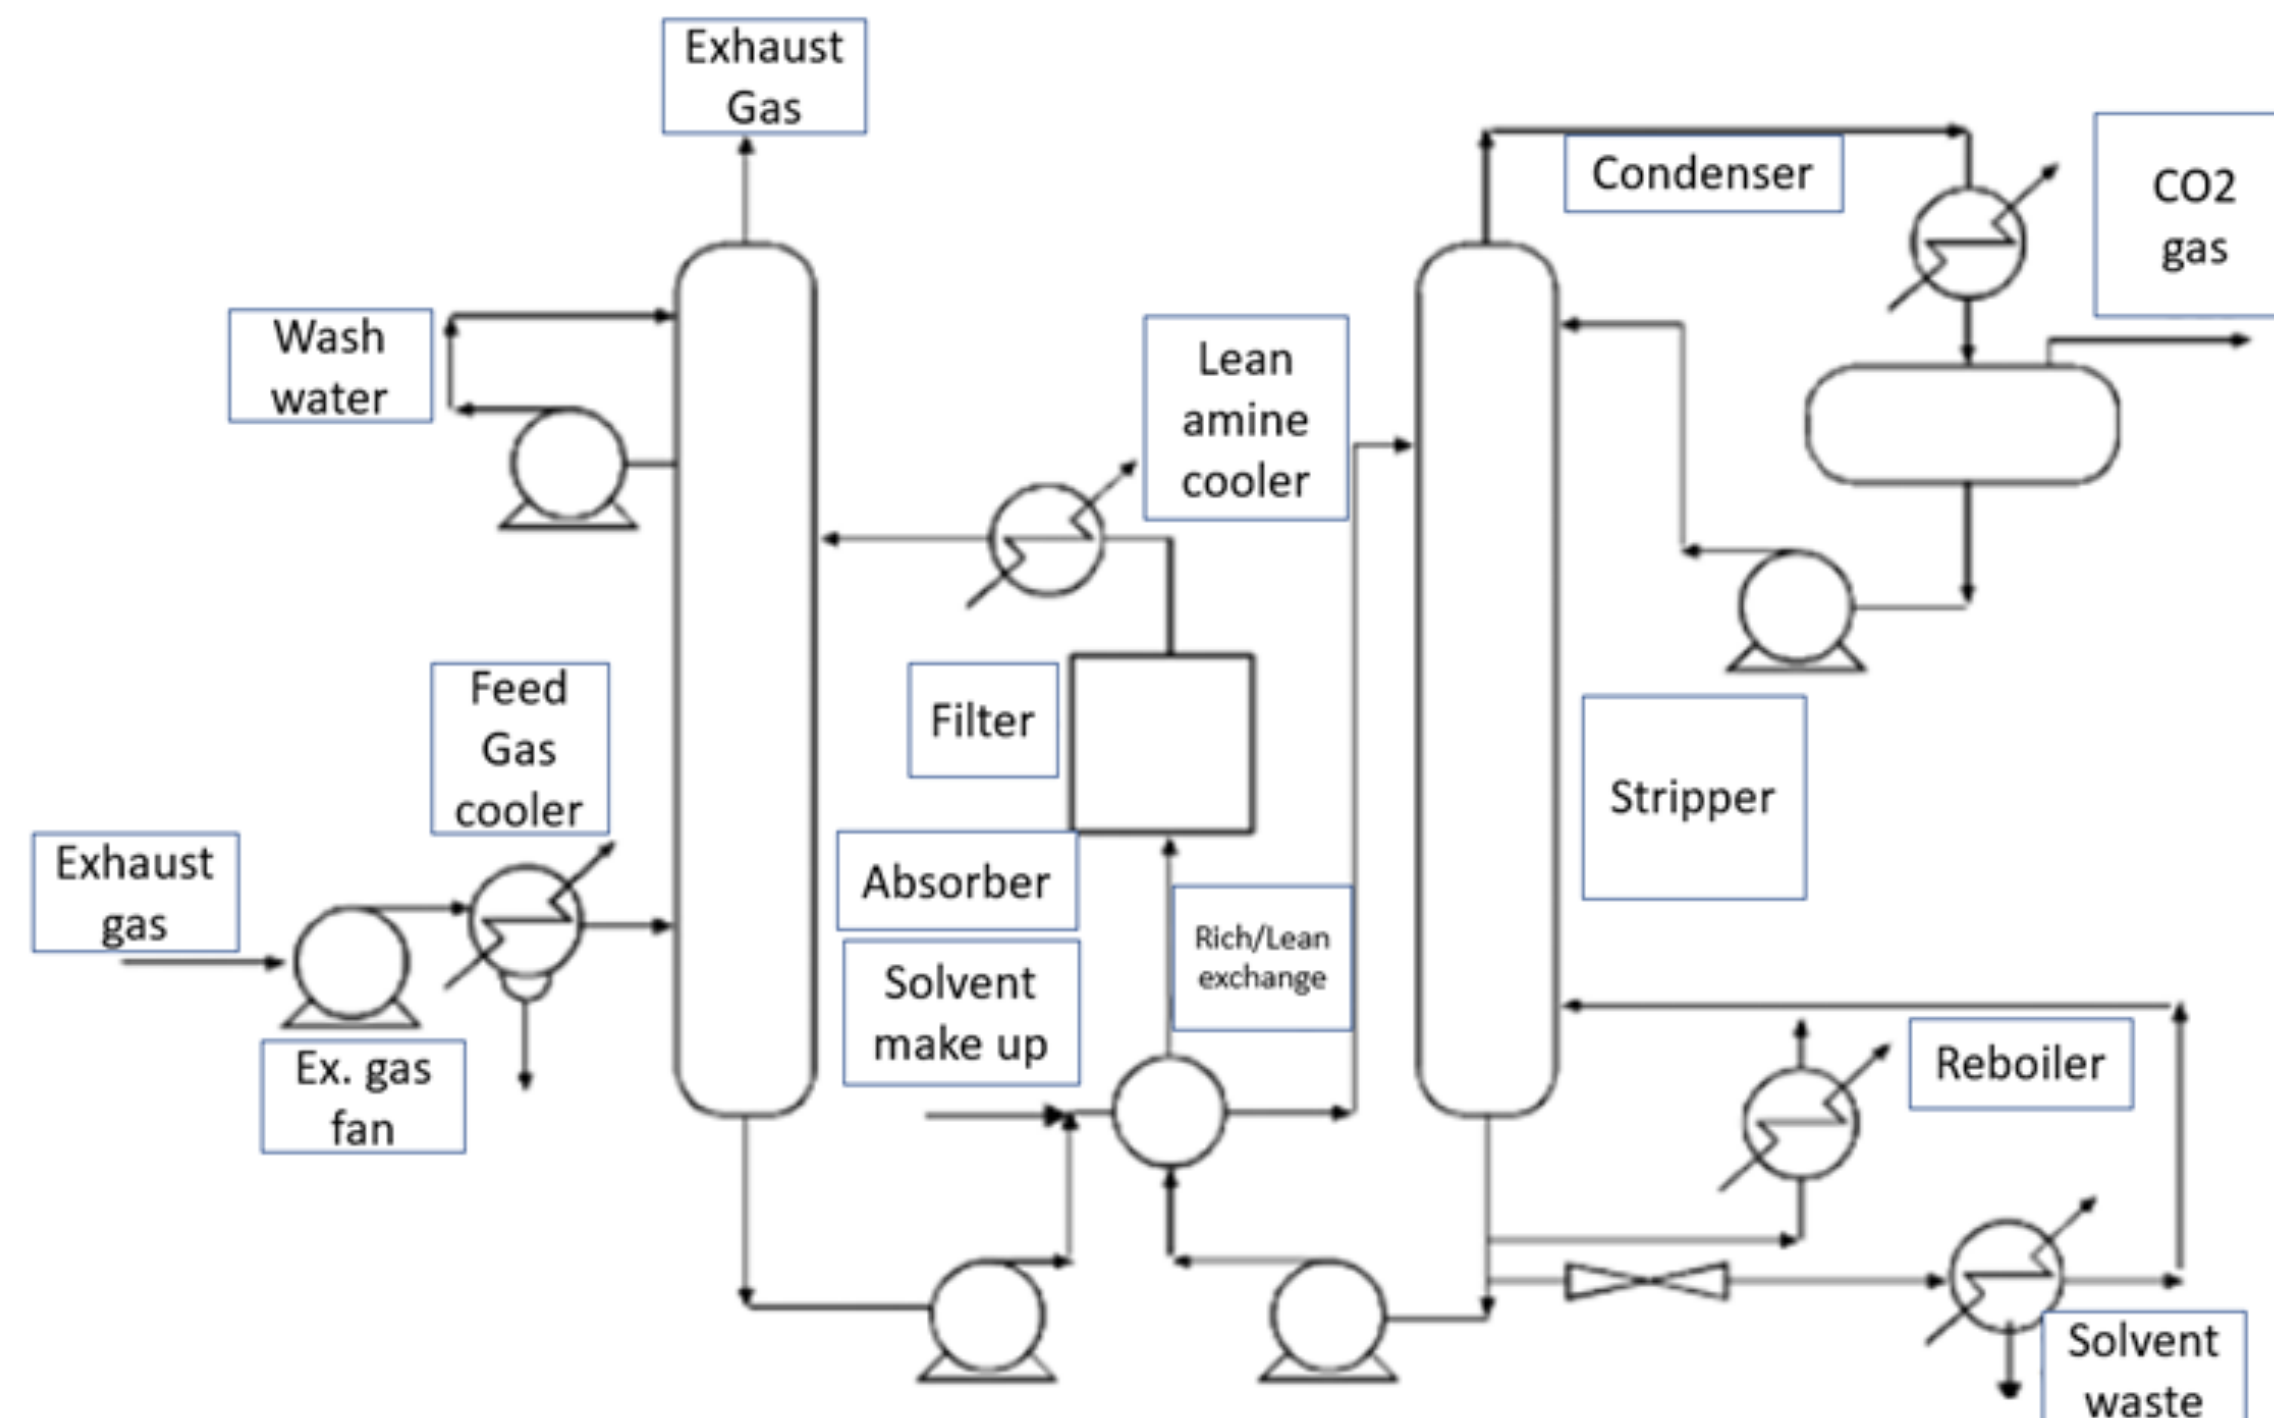 Exhaust
Gas
Condenser
CO2
gas
Wash
water
Lean
amine
cooler
Feed
Gas
cooler
Filter
Stripper
Exhaust
gas
Absorber
Rich/Lean
exchange
Solvent
make up
Ex. gas
fan
Reboiler
Solvent
waste